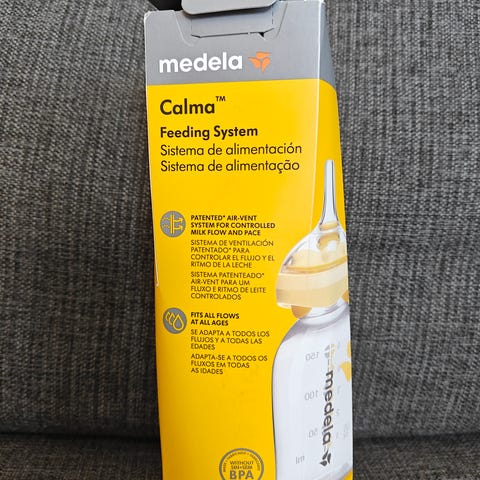 medela
Calma™
Feeding System
Sistema de alimentación
Sistema de alimentação
PATENTED* AIR-VENT
SYSTEM FOR CONTROLLED
MILK FLOW AND PACE
SISTEMA DE VENTILACIÓN
PATENTADO* PARA
CONTROLAR EL FLUJO Y EL
RITMO DE LA LECHE
SISTEMA PATENTEADO*
AIR-VENT PARA UM
FLUXO E RITMO DE LEITE
CONTROLADOS
FITS ALL FLOWS
AT ALL AGES
SE ADAPTA A TODOS LOS
FLUJOS Y A TODAS LAS
EDADES
ADAPTA-SE A TODOS OS
FLUXOS EM TODAS
AS IDADES
150
100
50
ml
medela
WITHOUT
SIN • SEM
BPA